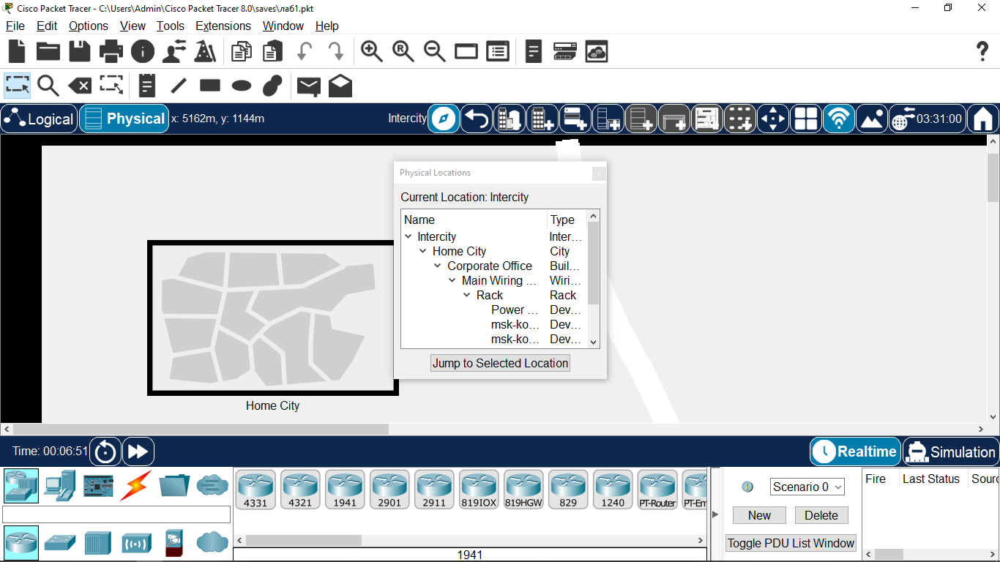 Cisco Packet Tracer - C:\Users\Admin\Cisco Packet Tracer 8.0\saves\ла61.pkt
File Edit Options View Tools Extensions Window Help
Logical Physical x: 5162m, y: 1144m Intercity 03:31:00
Physical Locations
Current Location: Intercity
Name Type
Intercity Inter...
Home City City
Corporate Office Buil...
Main Wiring ... Wiri...
Rack Rack
Power ... Dev...
msk-ko... Dev...
msk-ko... Dev...
Jump to Selected Location
Home City
Time: 00:06:51 Realtime Simulation
4331 4321 1941 2901 2911 819IOX 819HGW 829 1240 PT-Router PT-Em
1941
1 Scenario 0
New Delete
Toggle PDU List Window
Fire Last Status Sourc